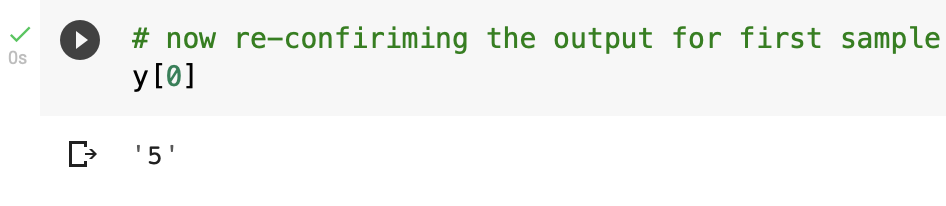 # now re-confiriming the output for first sample
0s
y[0]
'5'